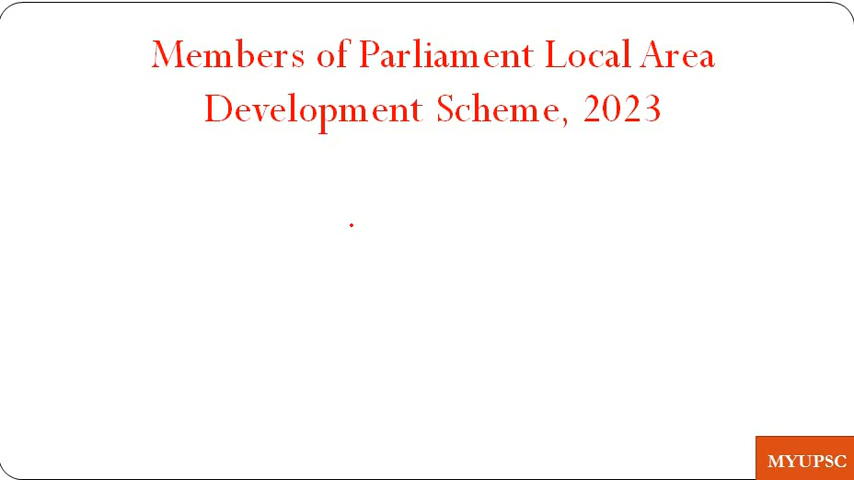 Members of Parliament Local Area
Development Scheme, 2023
MYUPSC